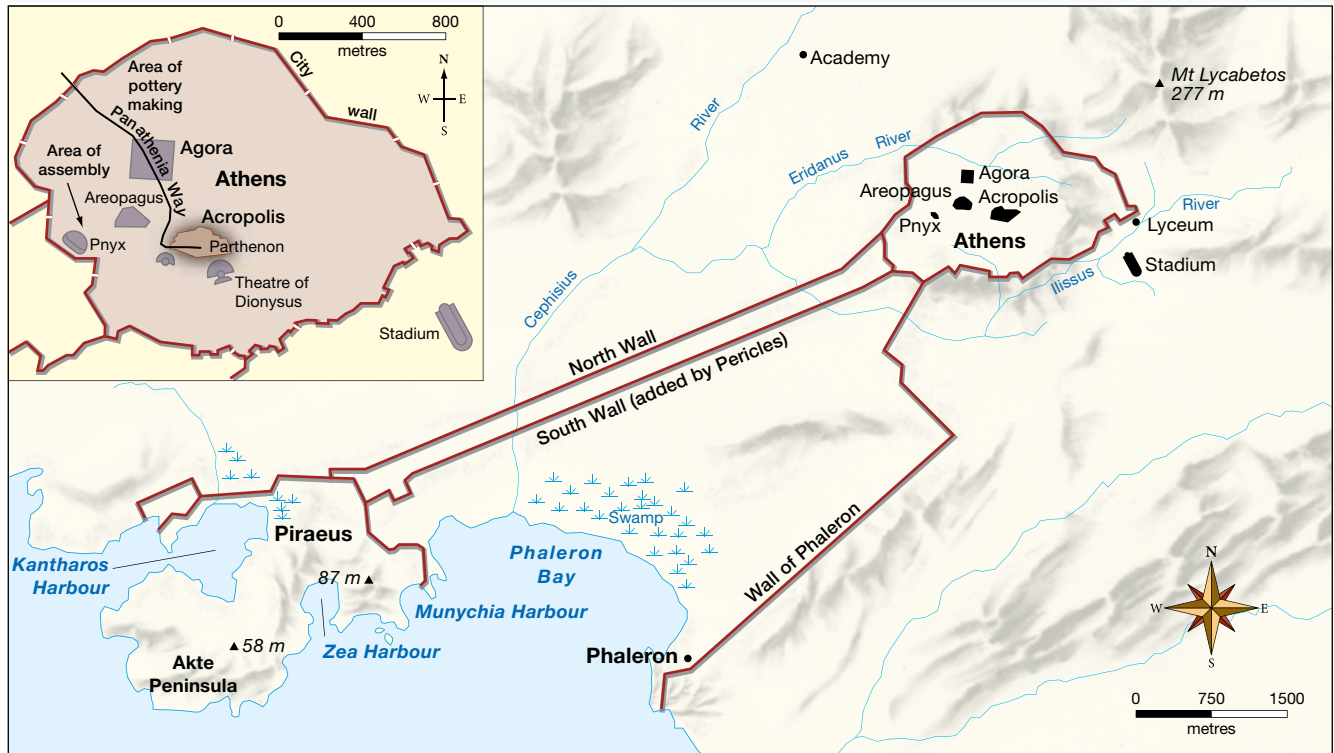 0 400 800
metres
City
wall
N
W E
S
Area of
pottery
making
Panathenia Way
Agora
Area of
assembly
Athens
Areopagus
Acropolis
Pnyx
Parthenon
Theatre of
Dionysus
Stadium
Academy
Mt Lycabetos
277 m
River
Eridanus River
Agora
Areopagus
Acropolis
Pnyx
Athens
River
Lyceum
Stadium
Ilissus
Cephisius
North Wall
South Wall (added by Pericles)
Swamp
Wall of Phaleron
Piraeus
Kantharos
Harbour
87 m
Phaleron
Bay
Munychia Harbour
58 m
Zea Harbour
Akte
Peninsula
Phaleron
N
W E
S
0 750 1500
metres